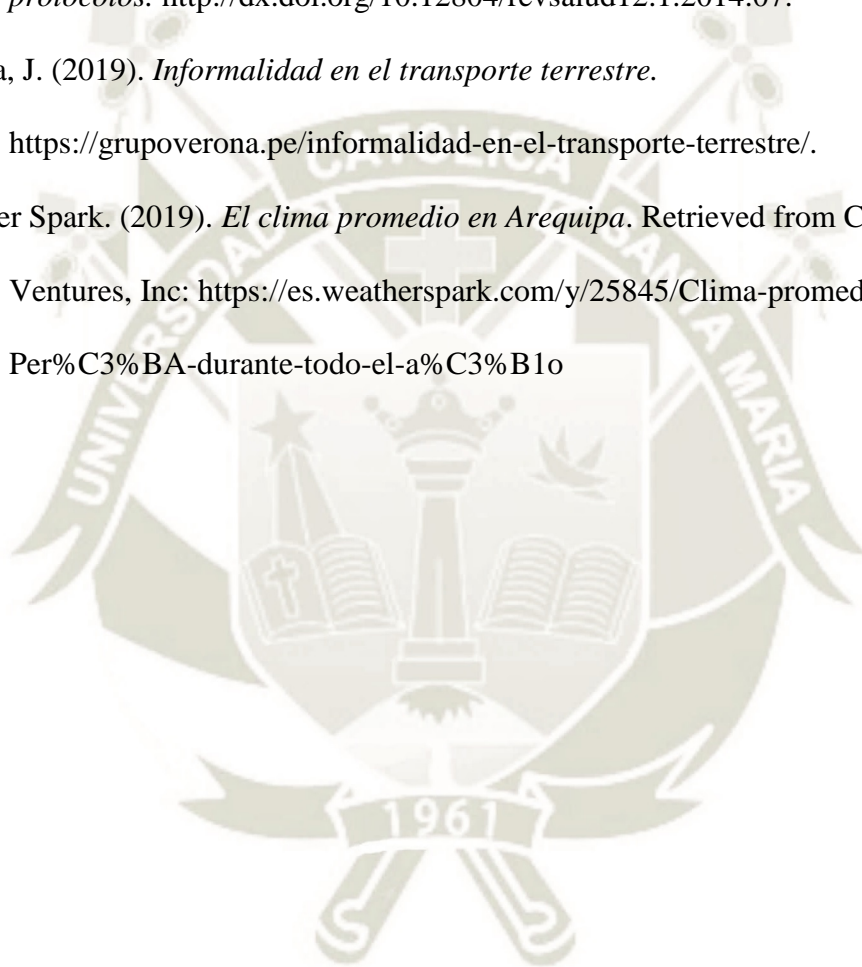 protocolos. http://dx.doi.org/10.12804/revsalud12.1.2014.07.
a, J. (2019). Informalidad en el transporte terrestre.
https://grupoverona.pe/informalidad-en-el-transporte-terrestre/.
er Spark. (2019). El clima promedio en Arequipa. Retrieved from C
Ventures, Inc: https://es.weatherspark.com/y/25845/Clima-promed
Per%C3%BA-durante-todo-el-a%C3%B1o
UNIVERSIDAD CATOLICA SANTA MARIA
1961